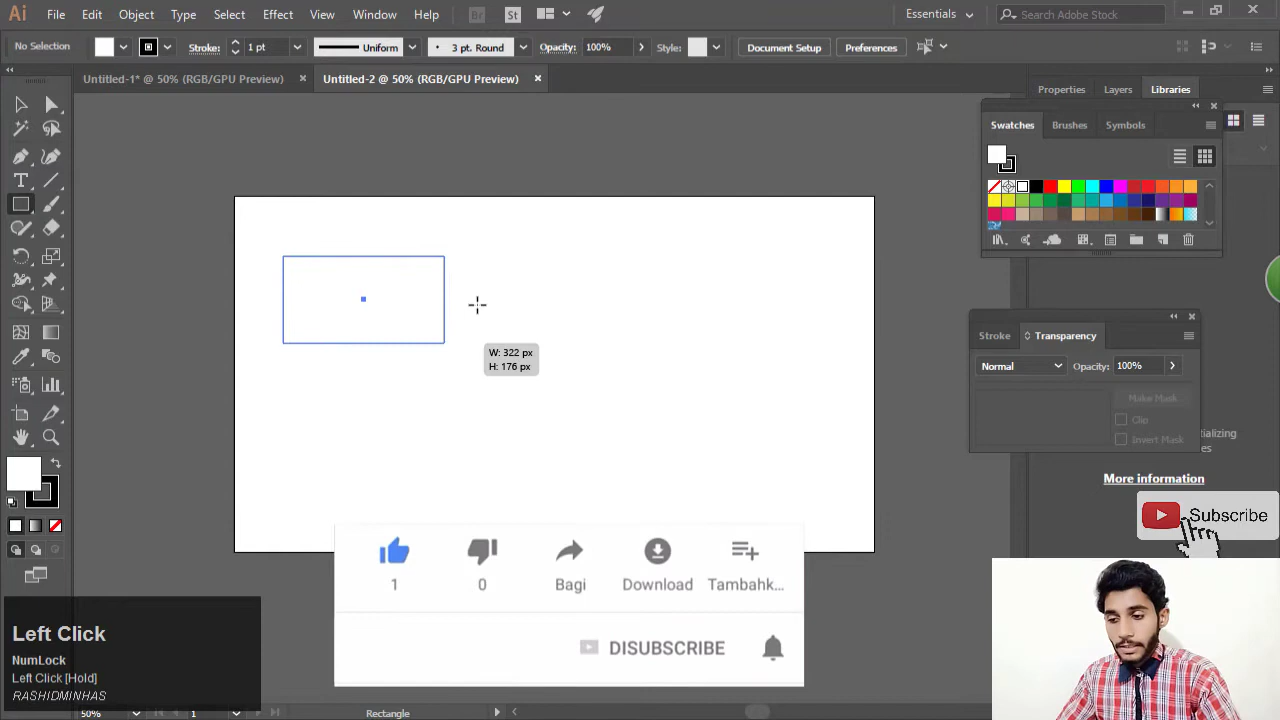 Ai File Edit Object Type Select Effect View Window Help Br St Essentials Search Adobe Stock
No Selection Stroke: 1 pt Uniform 3 pt. Round Opacity: 100% Style: Document Setup Preferences
Untitled-1* @ 50% (RGB/GPU Preview) Untitled-2 @ 50% (RGB/GPU Preview)
Properties Layers Libraries
Swatches Brushes Symbols
W: 322 px
H: 176 px
Stroke Transparency
Normal Opacity: 100%
Make Mask
Clip
Invert Mask
More information
Subscribe
1 0 Bagi Download Tambahk...
DISUBSCRIBE
Left Click
NumLock
Left Click [Hold]
RASHIDMINHAS
50% 1 Rectangle